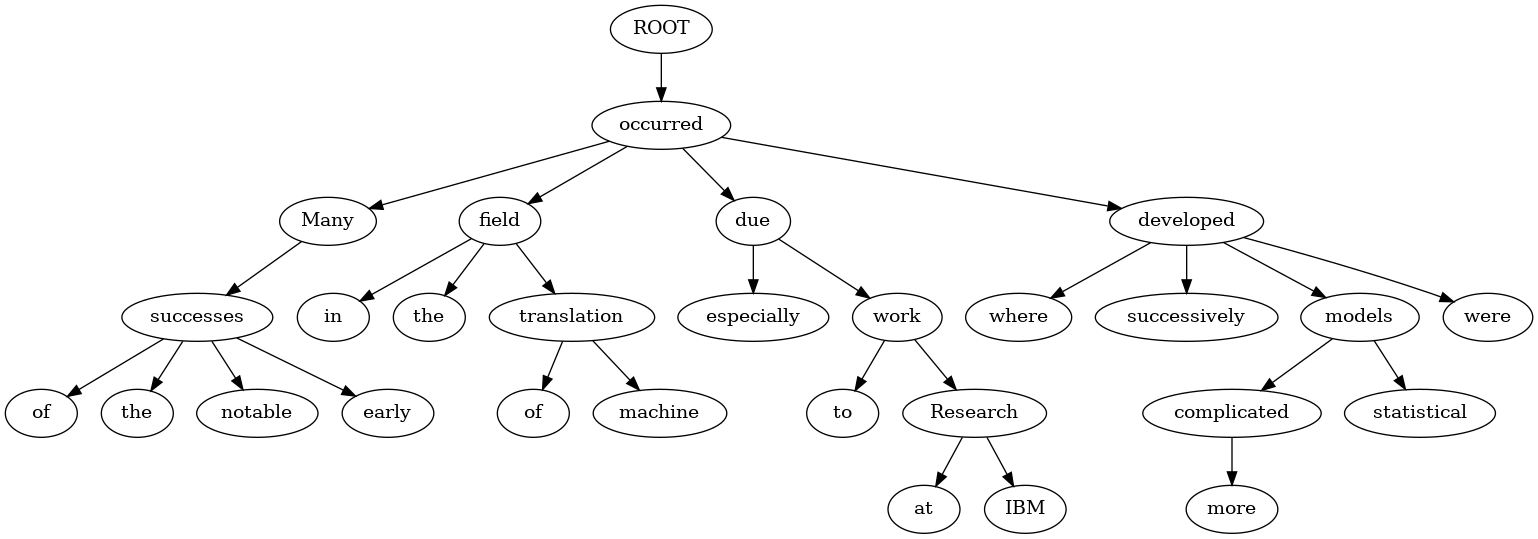 ROOT
occurred
Many field due developed
successes in the translation especially work where successively models were
of the notable early of machine to Research complicated statistical
at IBM more